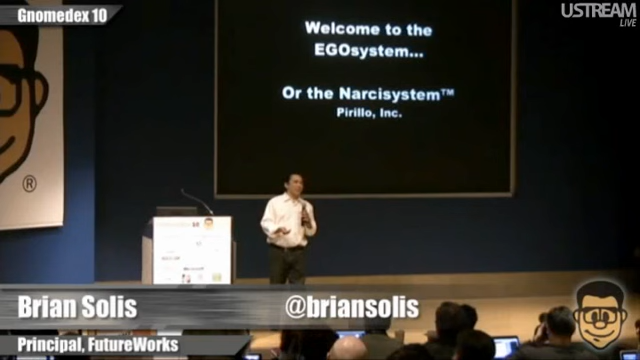 Gnomedex 10
USTREAM
LIVE
Welcome to the
EGOsystem...
Or the Narcisystem™
Pirillo, Inc.
®
Brian Solis
@briansolis
Principal, FutureWorks